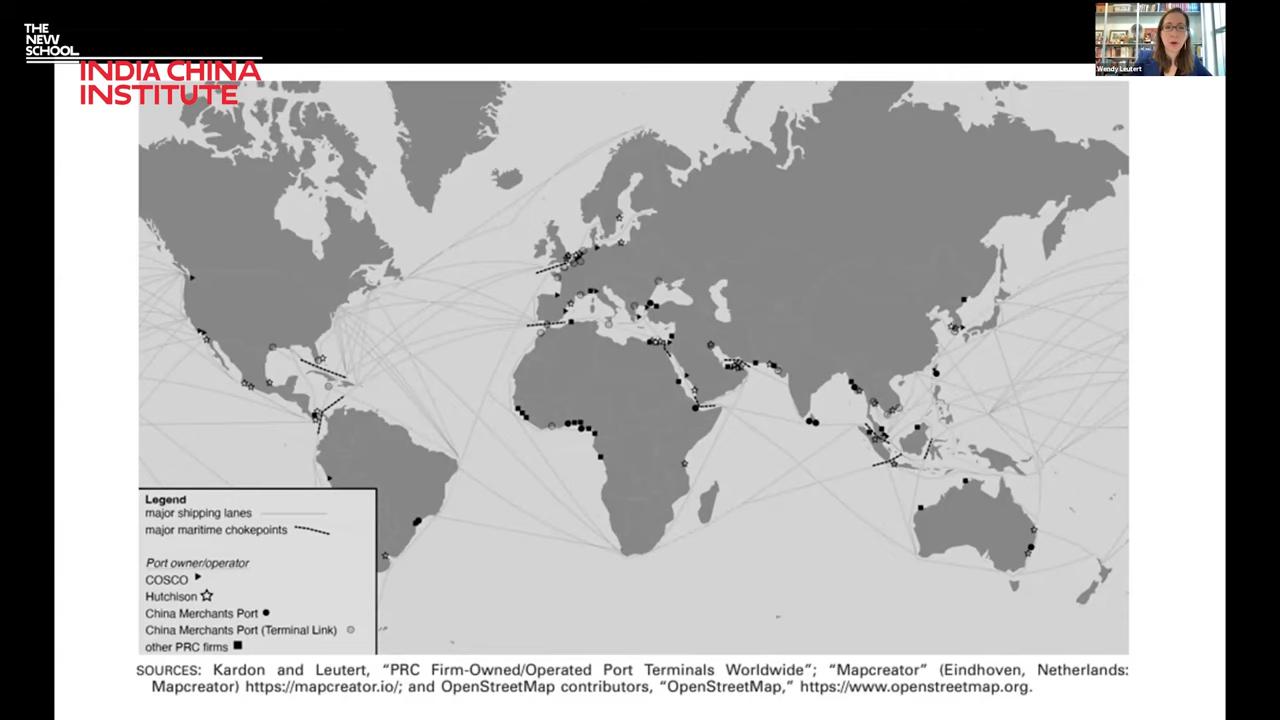 THE
NEW
SCHOOL
INDIA CHINA
INSTITUTE
Wendy Leutert
Legend
major shipping lanes
major maritime chokepoints
Port owner/operator
COSCO
Hutchison
China Merchants Port
China Merchants Port (Terminal Link)
other PRC firms
SOURCES: Kardon and Leutert, “PRC Firm-Owned/Operated Port Terminals Worldwide”; “Mapcreator” (Eindhoven, Netherlands:
Mapcreator) https://mapcreator.io/; and OpenStreetMap contributors, “OpenStreetMap,” https://www.openstreetmap.org.